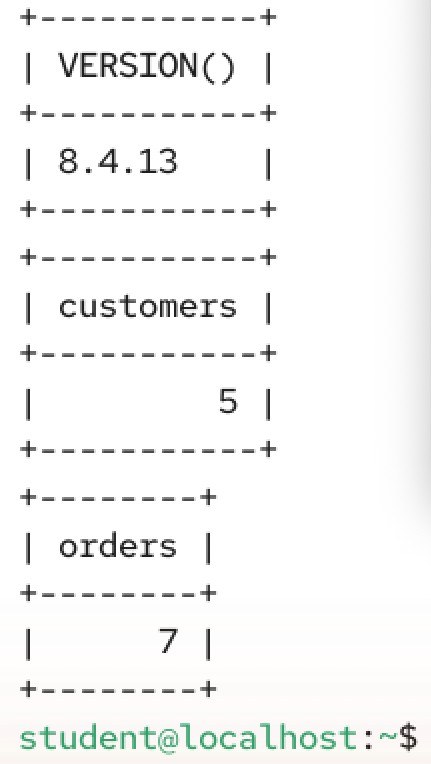 +-----------+
| VERSION() |
+-----------+
| 8.4.13    |
+-----------+
+-----------+
| customers |
+-----------+
|         5 |
+-----------+
+--------+
| orders |
+--------+
|      7 |
+--------+
student@localhost:~$